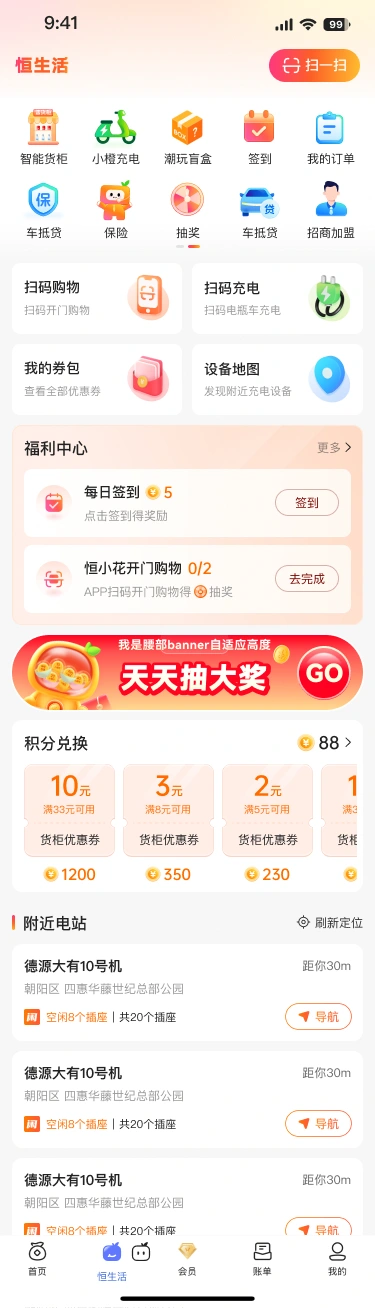 9:41
99
恒生活
扫一扫
智能货柜 小橙充电 潮玩盲盒 签到 我的订单
BOX
保
贷
车抵贷 保险 抽奖 车抵贷 招商加盟
扫码购物
扫码开门购物
扫码充电
扫码电瓶车充电
我的券包
查看全部优惠券
设备地图
发现附近充电设备
福利中心
更多
每日签到 5
点击签到得奖励
签到
恒小花开门购物 0/2
APP扫码开门购物得 抽奖
去完成
我是腰部banner自适应高度
天天抽大奖
GO
积分兑换
88
10元 3元 2元 1
满33元可用 满8元可用 满5元可用 满3
货柜优惠券 货柜优惠券 货柜优惠券 货柜
1200 350 230
附近电站
刷新定位
德源大有10号机
距你30m
朝阳区 四惠华藤世纪总部公园
闲 空闲8个插座 | 共20个插座
导航
德源大有10号机
距你30m
朝阳区 四惠华藤世纪总部公园
闲 空闲8个插座 | 共20个插座
导航
德源大有10号机
距你30m
朝阳区 四惠华藤世纪总部公园
闲 空闲8个插座 | 共20个插座
导航
首页 恒生活 会员 账单 我的